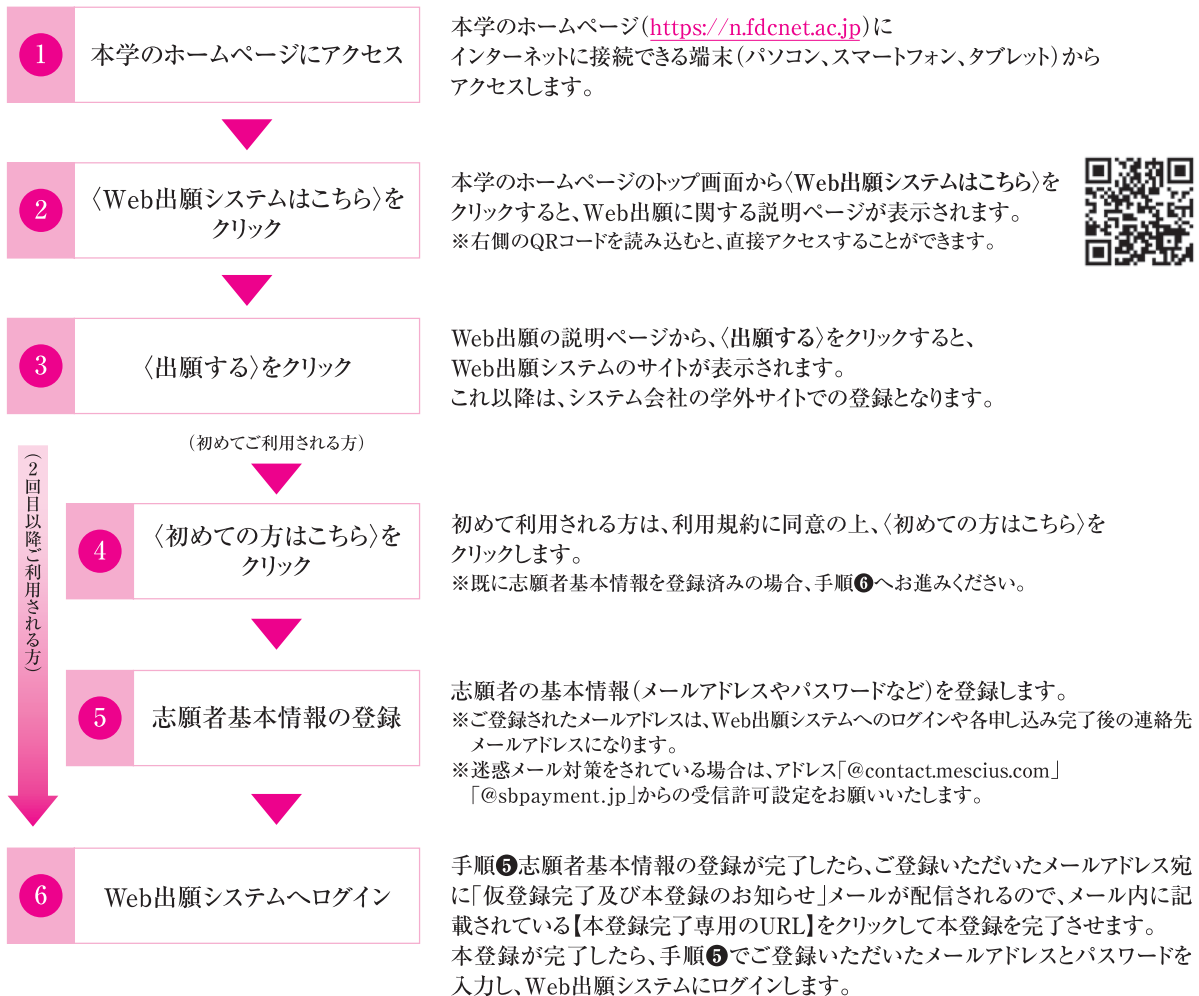 1 本学のホームページにアクセス
本学のホームページ(https://n.fdcnet.ac.jp)に
インターネットに接続できる端末(パソコン、スマートフォン、タブレット)から
アクセスします。
2 〈Web出願システムはこちら〉を
クリック
本学のホームページのトップ画面から〈Web出願システムはこちら〉を
クリックすると、Web出願に関する説明ページが表示されます。
※右側のQRコードを読み込むと、直接アクセスすることができます。
3 〈出願する〉をクリック
Web出願の説明ページから、〈出願する〉をクリックすると、
Web出願システムのサイトが表示されます。
これ以降は、システム会社の学外サイトでの登録となります。
(初めてご利用される方)
(2回目以降ご利用される方)
4 〈初めての方はこちら〉を
クリック
初めて利用される方は、利用規約に同意の上、〈初めての方はこちら〉を
クリックします。
※既に志願者基本情報を登録済みの場合、手順❻へお進みください。
5 志願者基本情報の登録
志願者の基本情報(メールアドレスやパスワードなど)を登録します。
※ご登録されたメールアドレスは、Web出願システムへのログインや各申し込み完了後の連絡先
メールアドレスになります。
※迷惑メール対策をされている場合は、アドレス「@contact.mescius.com」
「@sbpayment.jp」からの受信許可設定をお願いいたします。
6 Web出願システムへログイン
手順❺志願者基本情報の登録が完了したら、ご登録いただいたメールアドレス宛
に「仮登録完了及び本登録のお知らせ」メールが配信されるので、メール内に記
載されている【本登録完了専用のURL】をクリックして本登録を完了させます。
本登録が完了したら、手順❺でご登録いただいたメールアドレスとパスワードを
入力し、Web出願システムにログインします。